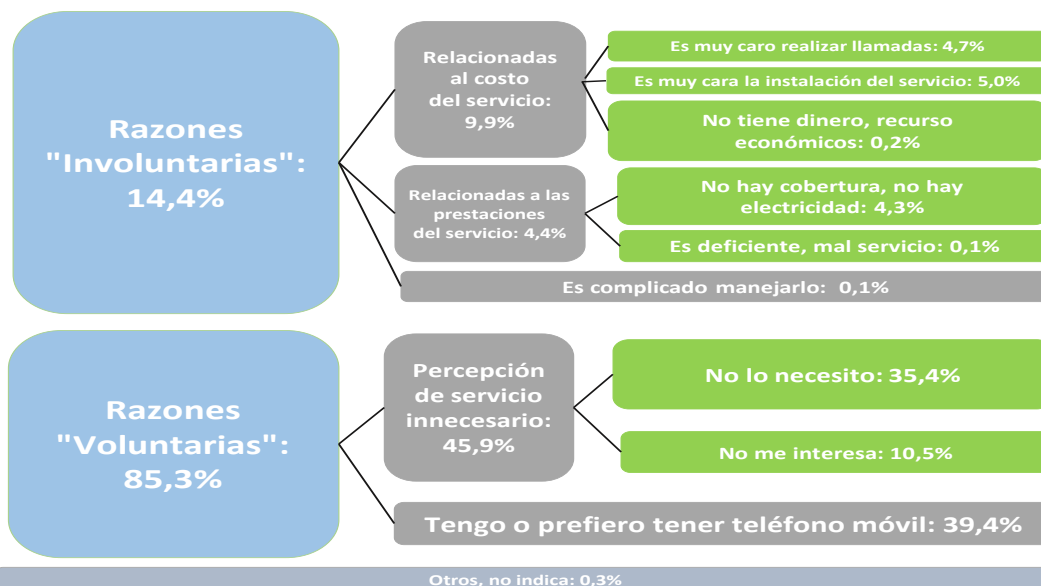 Razones
"Involuntarias":
14,4%
Relacionadas
al costo
del servicio:
9,9%
Es muy caro realizar llamadas: 4,7%
Es muy cara la instalación del servicio: 5,0%
No tiene dinero, recurso
económicos: 0,2%
Relacionadas a las
prestaciones
del servicio: 4,4%
No hay cobertura, no hay
electricidad: 4,3%
Es deficiente, mal servicio: 0,1%
Es complicado manejarlo: 0,1%
Razones
"Voluntarias":
85,3%
Percepción
de servicio
innecesario:
45,9%
No lo necesito: 35,4%
No me interesa: 10,5%
Tengo o prefiero tener teléfono móvil: 39,4%
Otros, no indica: 0,3%